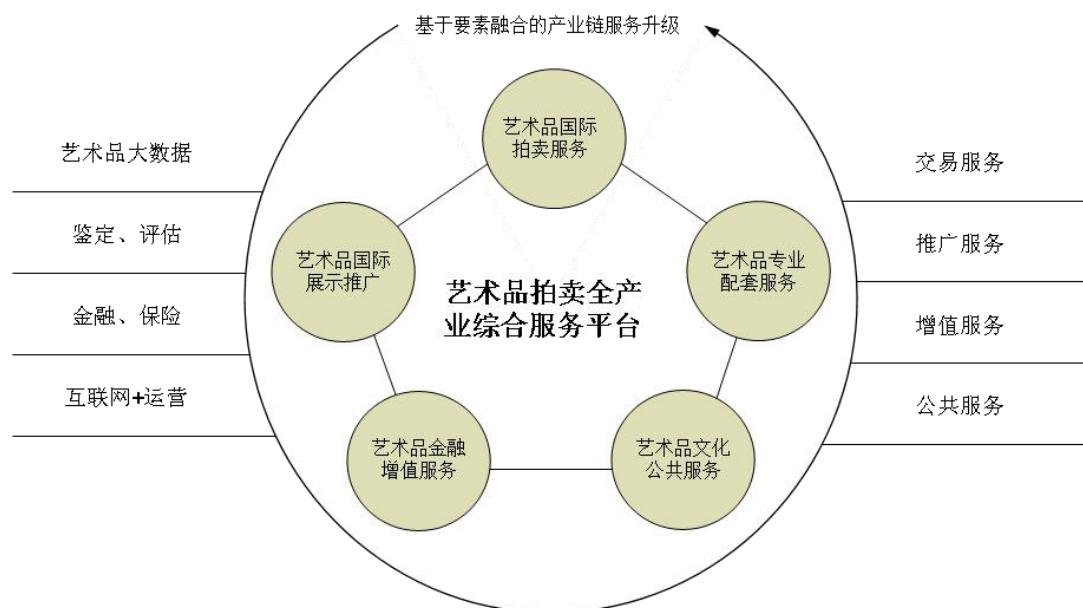 基于要素融合的产业链服务升级
艺术品国际
拍卖服务
艺术品大数据
鉴定、评估
金融、保险
互联网+运营
艺术品国际
展示推广
艺术品拍卖全产
业综合服务平台
艺术品专业
配套服务
艺术品金融
增值服务
艺术品文化
公共服务
交易服务
推广服务
增值服务
公共服务